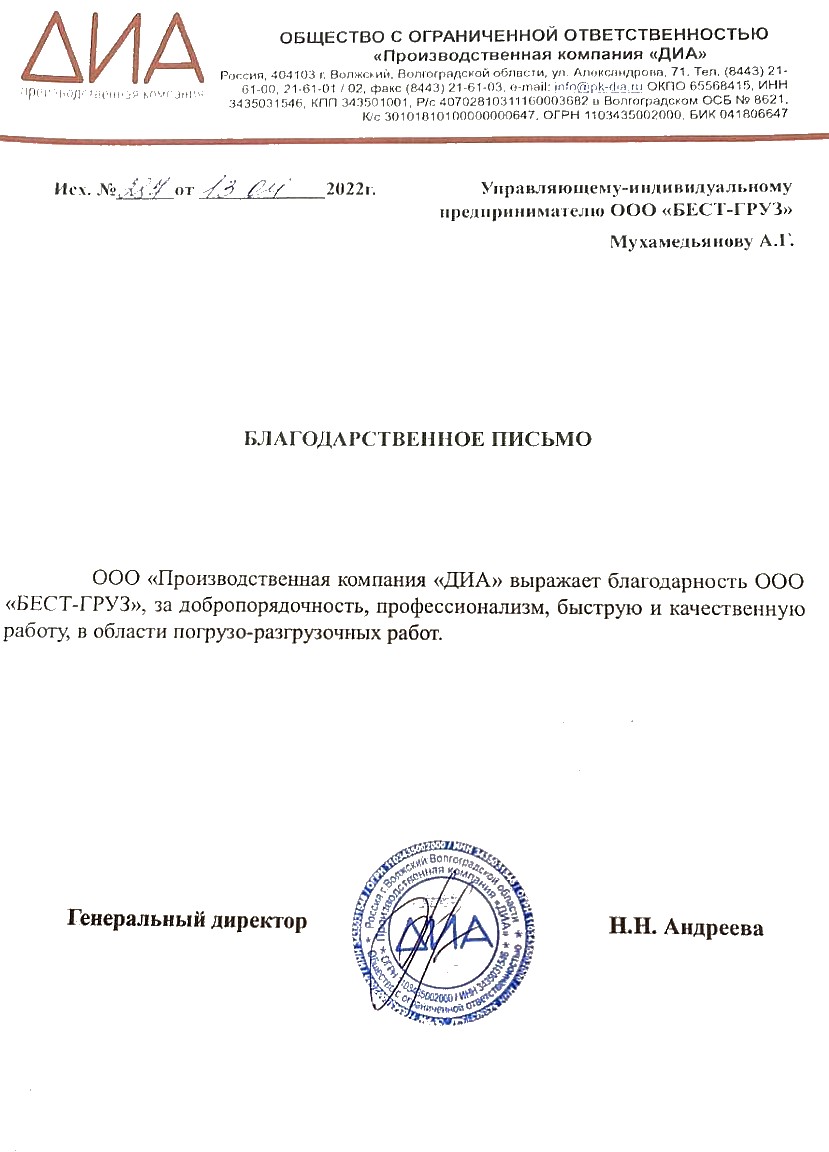 ДИА
производственная компания
ОБЩЕСТВО С ОГРАНИЧЕННОЙ ОТВЕТСТВЕННОСТЬЮ
«Производственная компания «ДИА»
Россия, 404103 г. Волжский, Волгоградской области, ул. Александрова, 71. Тел. (8443) 21-
61-00, 21-61-01 / 02, факс (8443) 21-61-03, e-mail: info@pk-dia.ru ОКПО 65568415, ИНН
3435031546, КПП 343501001, Р/с 40702810311160003682 в Волгоградском ОСБ № 8621,
К/с 30101810100000000647, ОГРН 1103435002000, БИК 041806647
Исх. № 257 от 13 04 2022г.
Управляющему-индивидуальному
предпринимателю ООО «БЕСТ-ГРУЗ»
Мухамедьянову А.Г.
БЛАГОДАРСТВЕННОЕ ПИСЬМО
ООО «Производственная компания «ДИА» выражает благодарность ООО
«БЕСТ-ГРУЗ», за добропорядочность, профессионализм, быструю и качественную
работу, в области погрузо-разгрузочных работ.
Генеральный директор
Россия г. Волжский Волгоградской области
Производственная компания «ДИА»
ДИА
ОГРН 1103435002000 / ИНН 3435031546
Общество с ограниченной ответственностью
Н.Н. Андреева